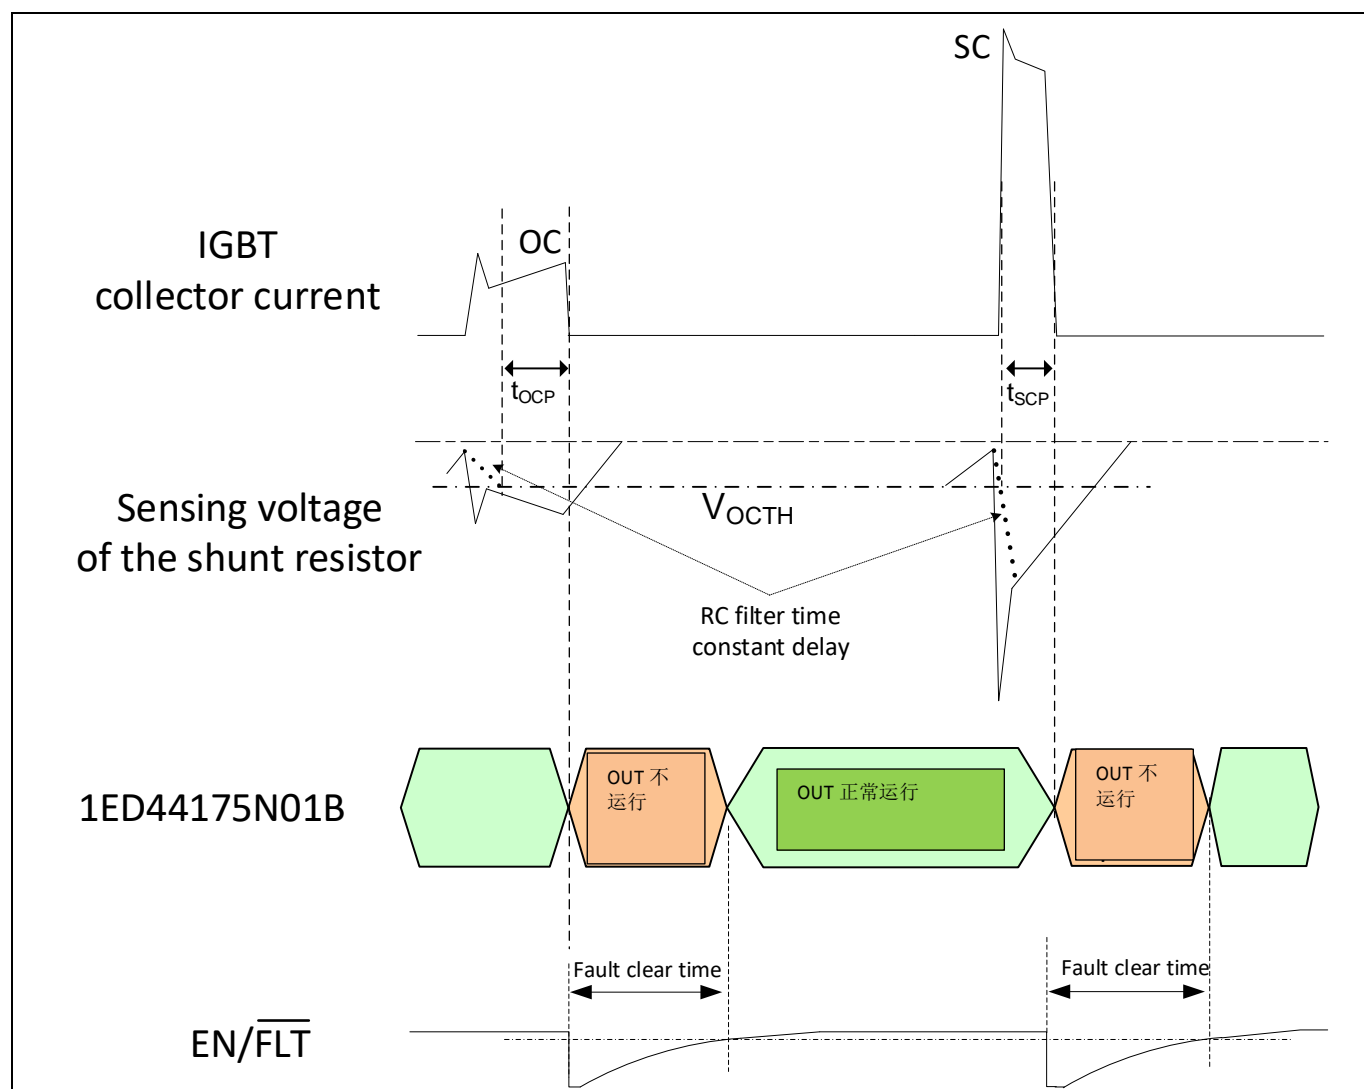 SC
IGBT
collector current
OC
tOCP
tSCP
Sensing voltage
of the shunt resistor
VOCTH
RC filter time
constant delay
1ED44175N01B
OUT 不
运行
OUT 正常运行
OUT 不
运行
Fault clear time
Fault clear time
EN/F̅L̅T̅